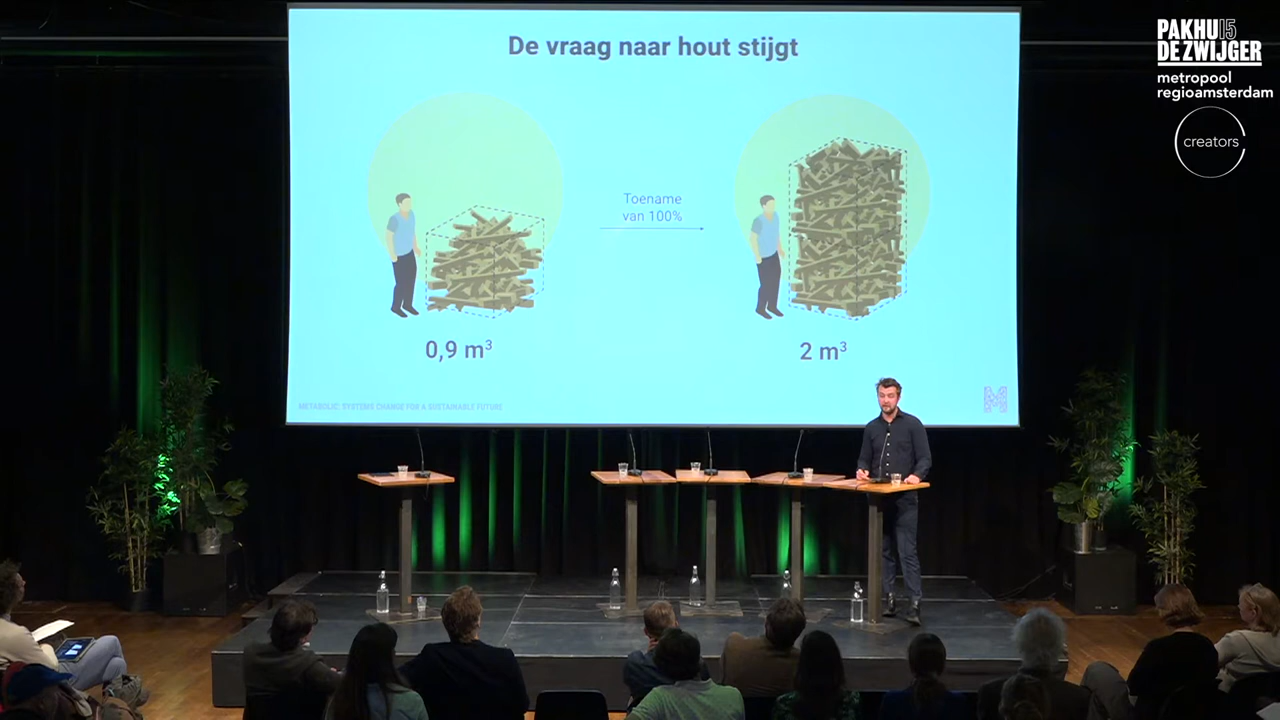 De vraag naar hout stijgt
Toename
van 100%
0,9 m³
2 m³
METABOLIC: SYSTEMS CHANGE FOR A SUSTAINABLE FUTURE
M
PAKHU15
DE ZWIJGER
metropool
regioamsterdam
creators